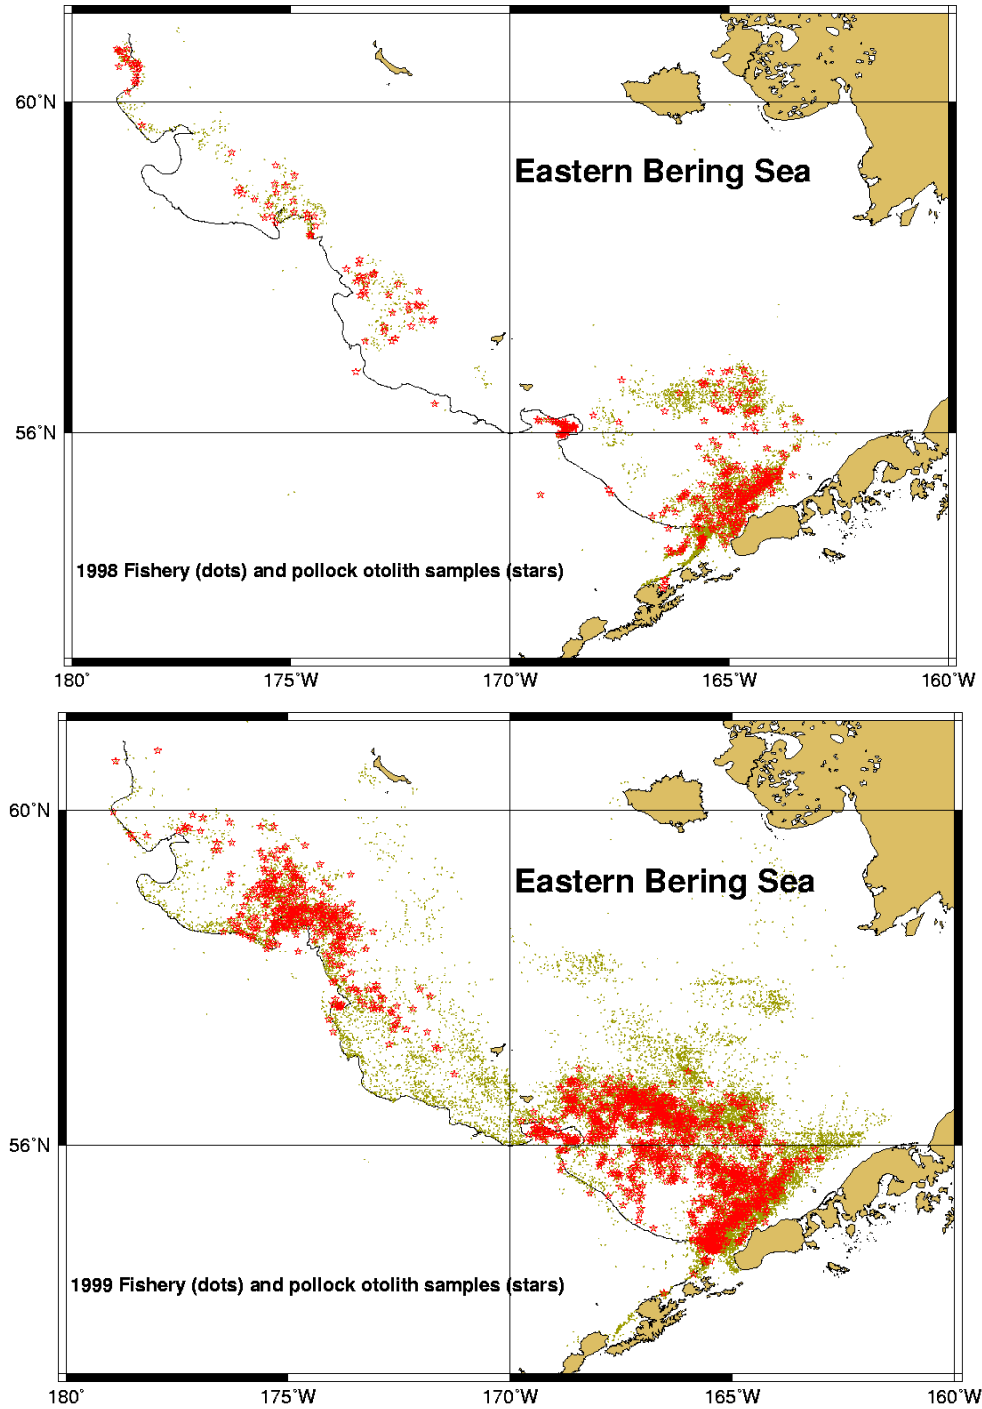 60˚N
Eastern Bering Sea
56˚N
1998 Fishery (dots) and pollock otolith samples (stars)
180˚ 175˚W 170˚W 165˚W 160˚W
60˚N
Eastern Bering Sea
56˚N
1999 Fishery (dots) and pollock otolith samples (stars)
180˚ 175˚W 170˚W 165˚W 160˚W